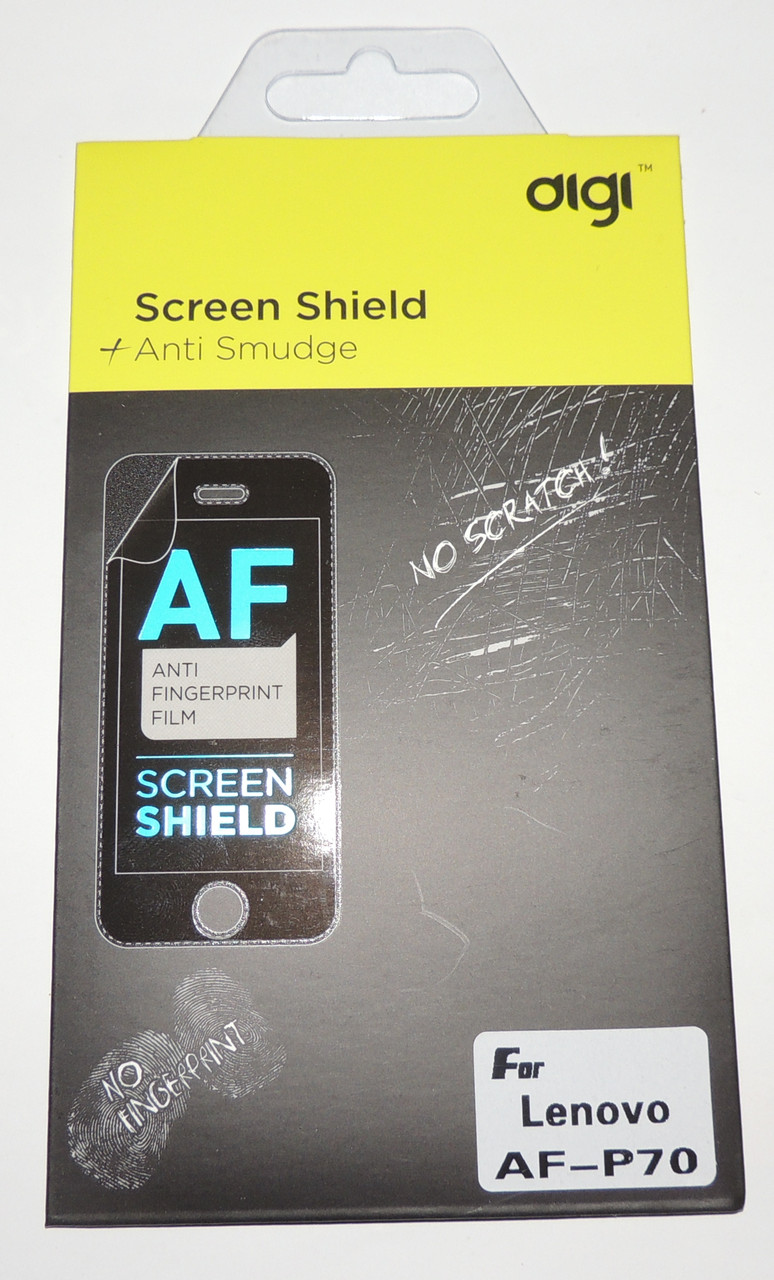 digi™
Screen Shield
+Anti Smudge
NO SCRATCH!
AF
ANTI
FINGERPRINT
FILM
SCREEN
SHIELD
NO
FINGERPRINT
For
Lenovo
AF-P70